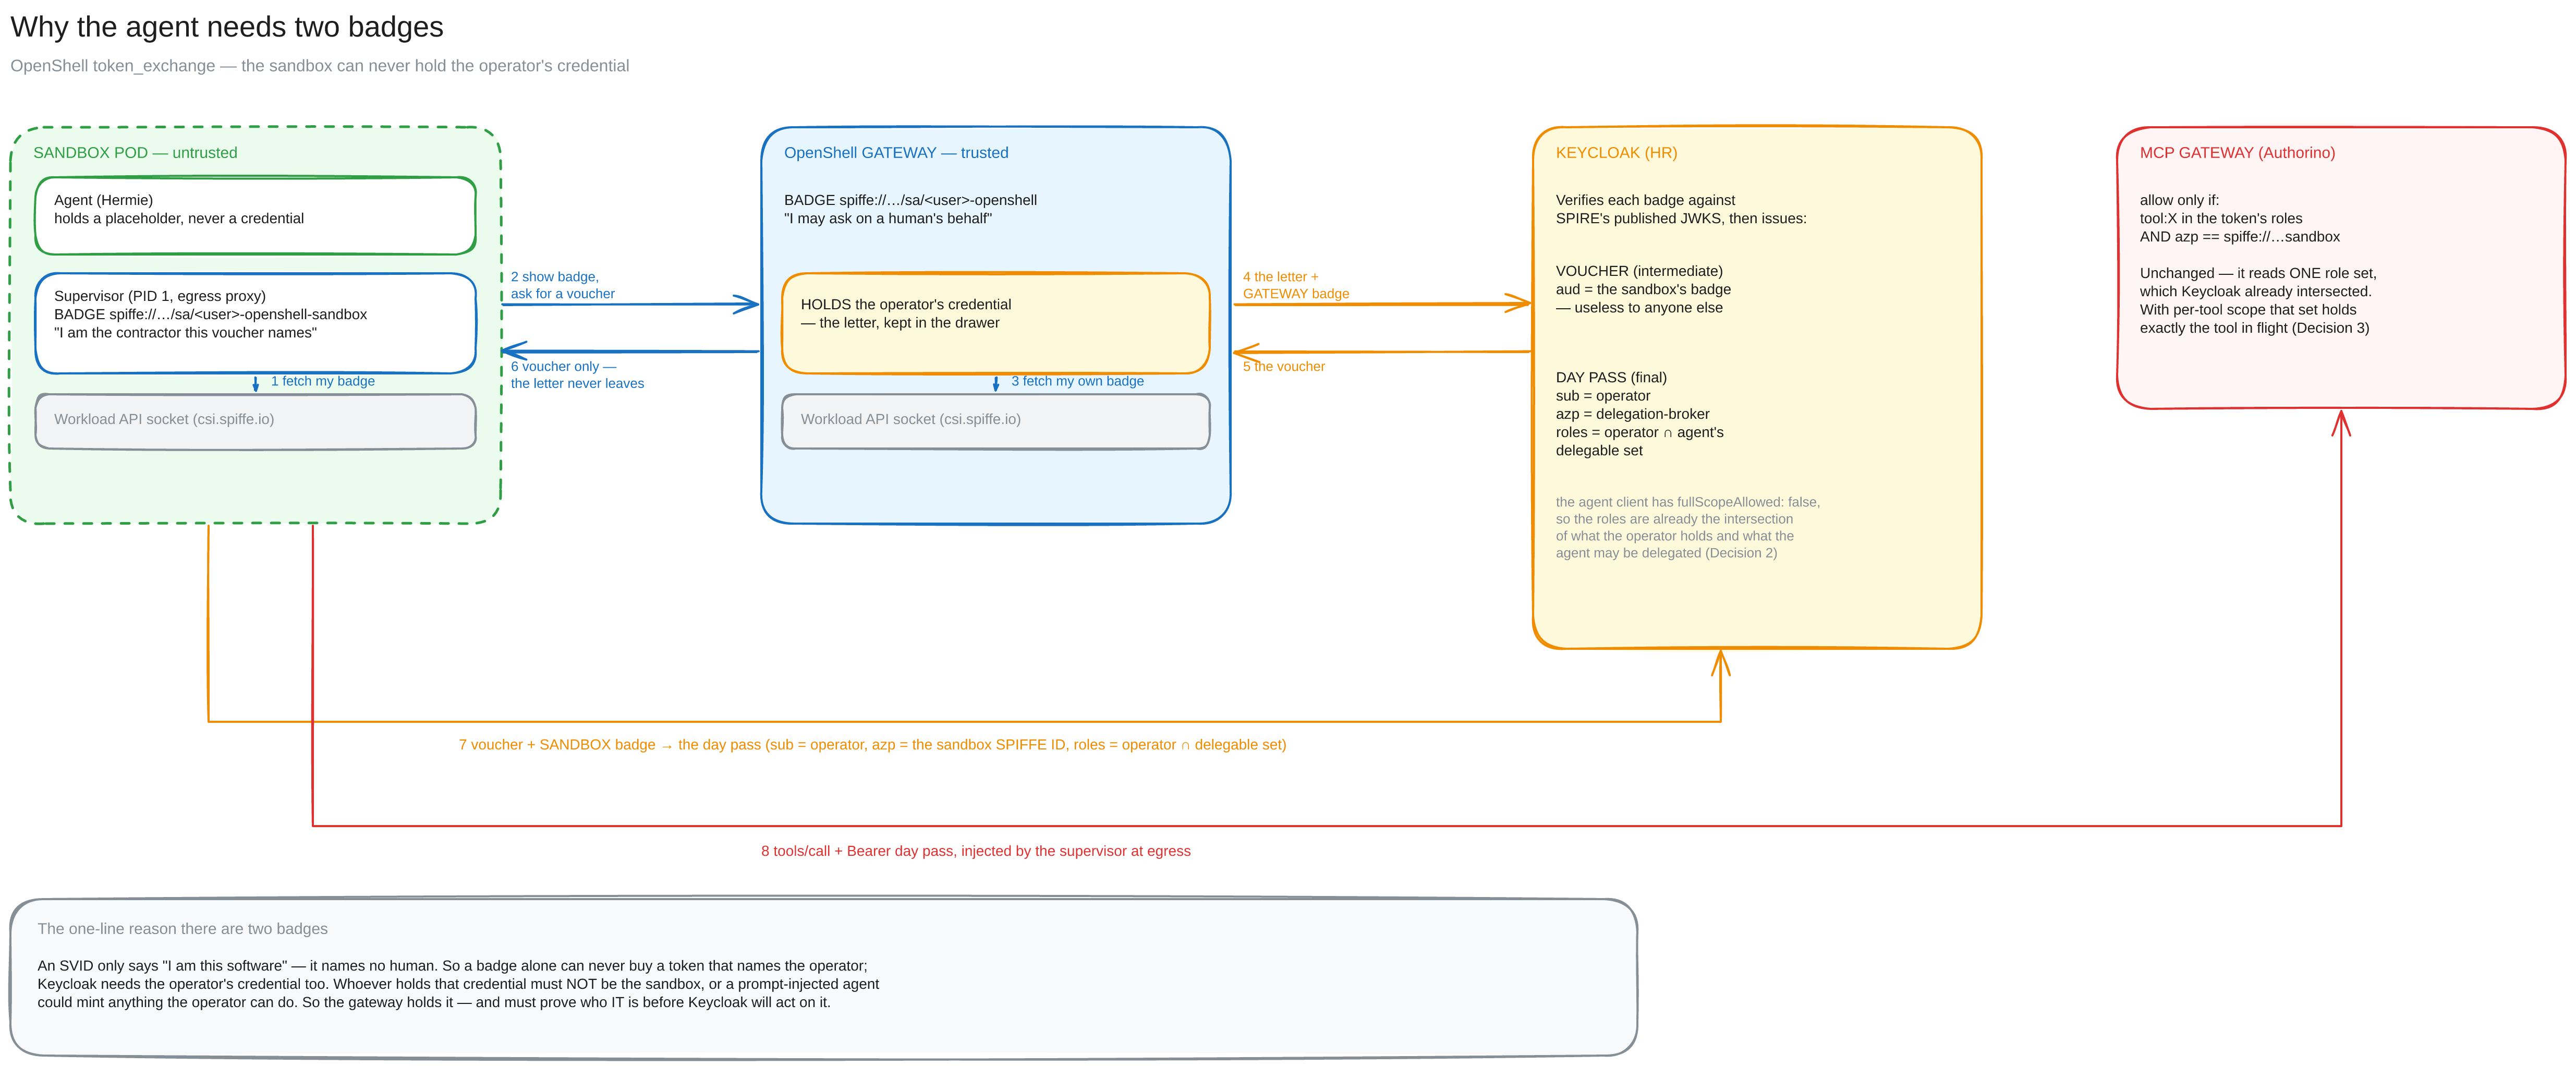 Why the agent needs two badges
OpenShell token_exchange — the sandbox can never hold the operator's credential
SANDBOX POD — untrusted
Agent (Hermie)
holds a placeholder, never a credential
Supervisor (PID 1, egress proxy)
BADGE spiffe://…/sa/<user>-openshell-sandbox
"I am the contractor this voucher names"
1 fetch my badge
Workload API socket (csi.spiffe.io)
2 show badge,
ask for a voucher
6 voucher only —
the letter never leaves
OpenShell GATEWAY — trusted
BADGE spiffe://…/sa/<user>-openshell
"I may ask on a human's behalf"
HOLDS the operator's credential
— the letter, kept in the drawer
3 fetch my own badge
Workload API socket (csi.spiffe.io)
4 the letter +
GATEWAY badge
5 the voucher
KEYCLOAK (HR)
Verifies each badge against
SPIRE's published JWKS, then issues:
VOUCHER (intermediate)
aud = the sandbox's badge
— useless to anyone else
DAY PASS (final)
sub = operator
azp = delegation-broker
roles = operator ∩ agent's
delegable set
the agent client has fullScopeAllowed: false,
so the roles are already the intersection
of what the operator holds and what the
agent may be delegated (Decision 2)
MCP GATEWAY (Authorino)
allow only if:
tool:X in the token's roles
AND azp == spiffe://…sandbox
Unchanged — it reads ONE role set,
which Keycloak already intersected.
With per-tool scope that set holds
exactly the tool in flight (Decision 3)
7 voucher + SANDBOX badge → the day pass (sub = operator, azp = the sandbox SPIFFE ID, roles = operator ∩ delegable set)
8 tools/call + Bearer day pass, injected by the supervisor at egress
The one-line reason there are two badges
An SVID only says "I am this software" — it names no human. So a badge alone can never buy a token that names the operator;
Keycloak needs the operator's credential too. Whoever holds that credential must NOT be the sandbox, or a prompt-injected agent
could mint anything the operator can do. So the gateway holds it — and must prove who IT is before Keycloak will act on it.